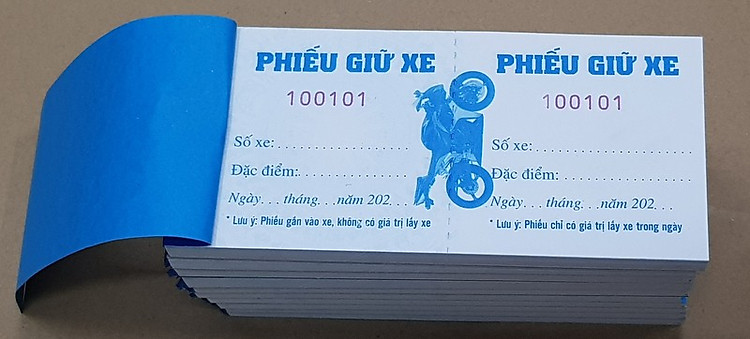 PHIẾU GIỮ XE
100101
Số xe:. . . . . . . . . . . . . . . . . . . .
Đặc điểm:. . . . . . . . . . . . . . .
Ngày. . .tháng. . .năm 202. . .
* Lưu ý: Phiếu gắn vào xe, không có giá trị lấy xe
PHIẾU GIỮ XE
100101
Số xe:. . . . . . . . . . . . . . . . . . . .
Đặc điểm:. . . . . . . . . . . . . . .
Ngày. . .tháng. . .năm 202. . .
* Lưu ý: Phiếu chỉ có giá trị lấy xe trong ngày